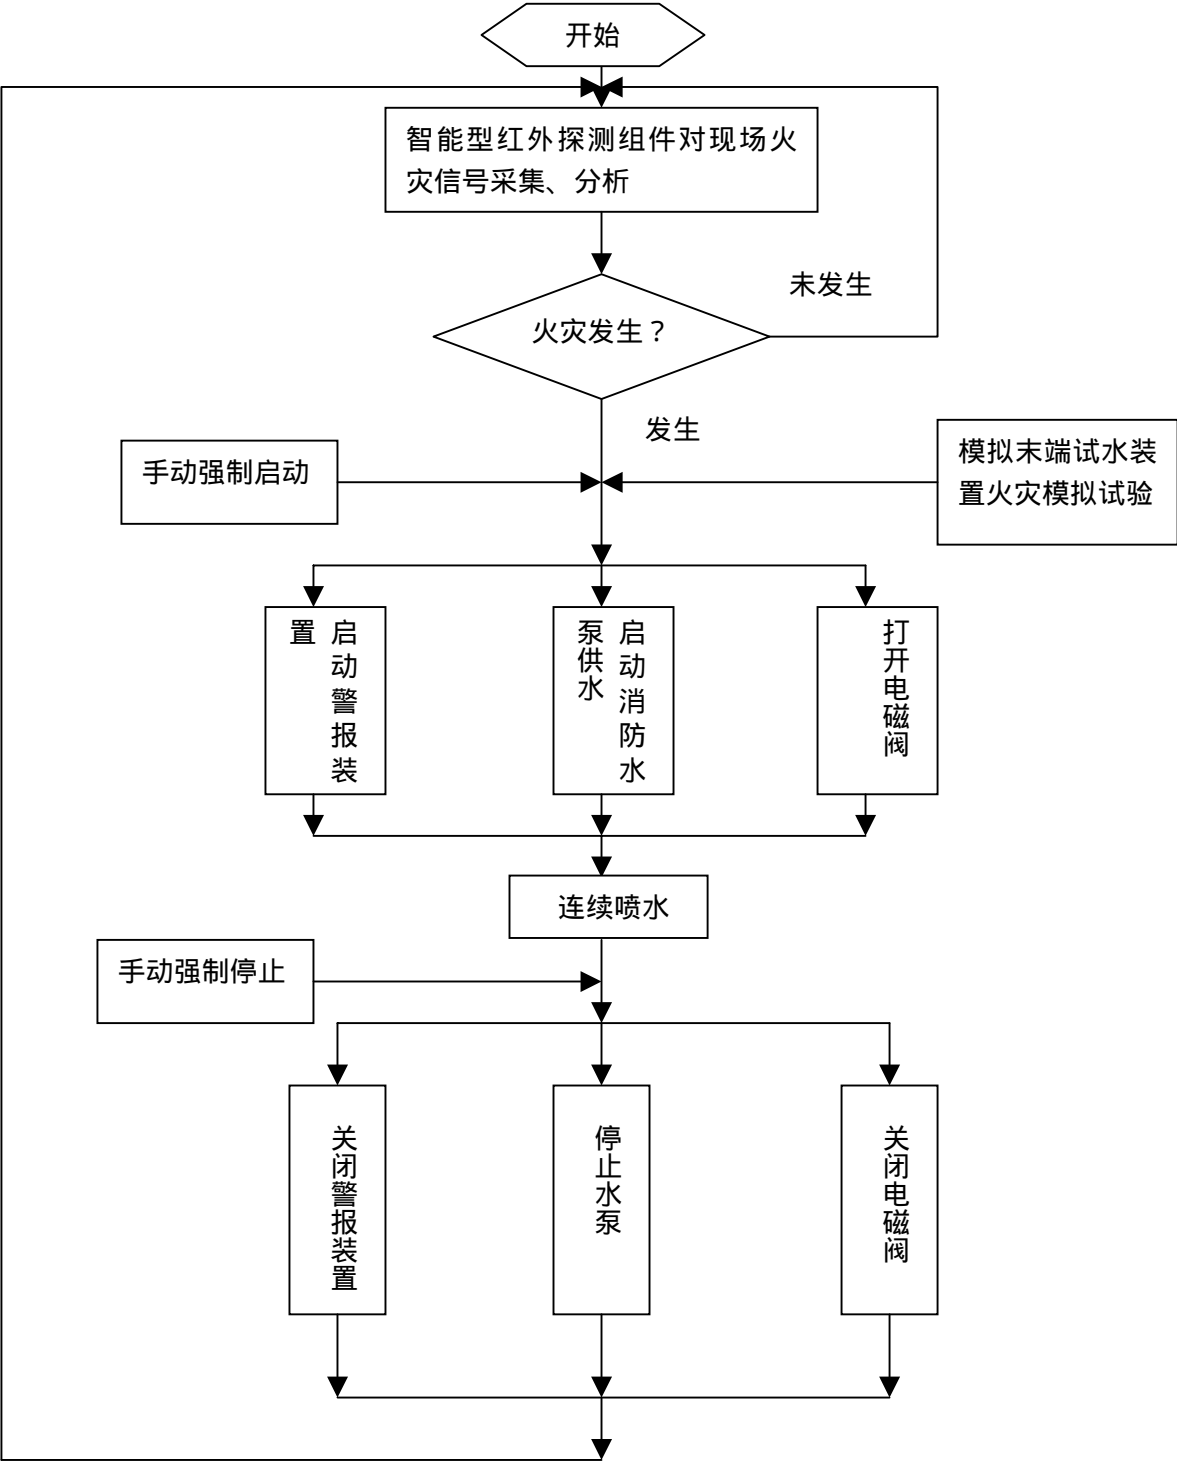 开始
智能型红外探测组件对现场火
灾信号采集、分析
未发生
火灾发生？
发生
手动强制启动
模拟末端试水装
置火灾模拟试验
启动警报装
置
启动消防水
泵供水
打开电磁阀
连续喷水
手动强制停止
关闭警报装置
停止水泵
关闭电磁阀